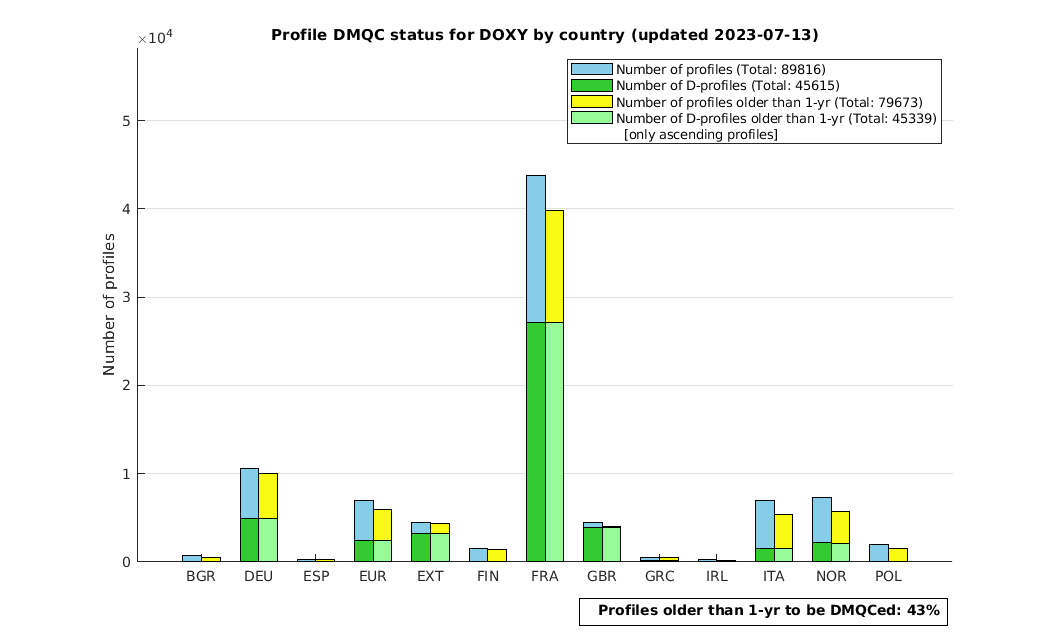 ×10⁴
Profile DMQC status for DOXY by country (updated 2023-07-13)
Number of profiles (Total: 89816)
Number of D-profiles (Total: 45615)
Number of profiles older than 1-yr (Total: 79673)
Number of D-profiles older than 1-yr (Total: 45339)
[only ascending profiles]
Number of profiles
5
4
3
2
1
0
BGR DEU ESP EUR EXT FIN FRA GBR GRC IRL ITA NOR POL
Profiles older than 1-yr to be DMQCed: 43%